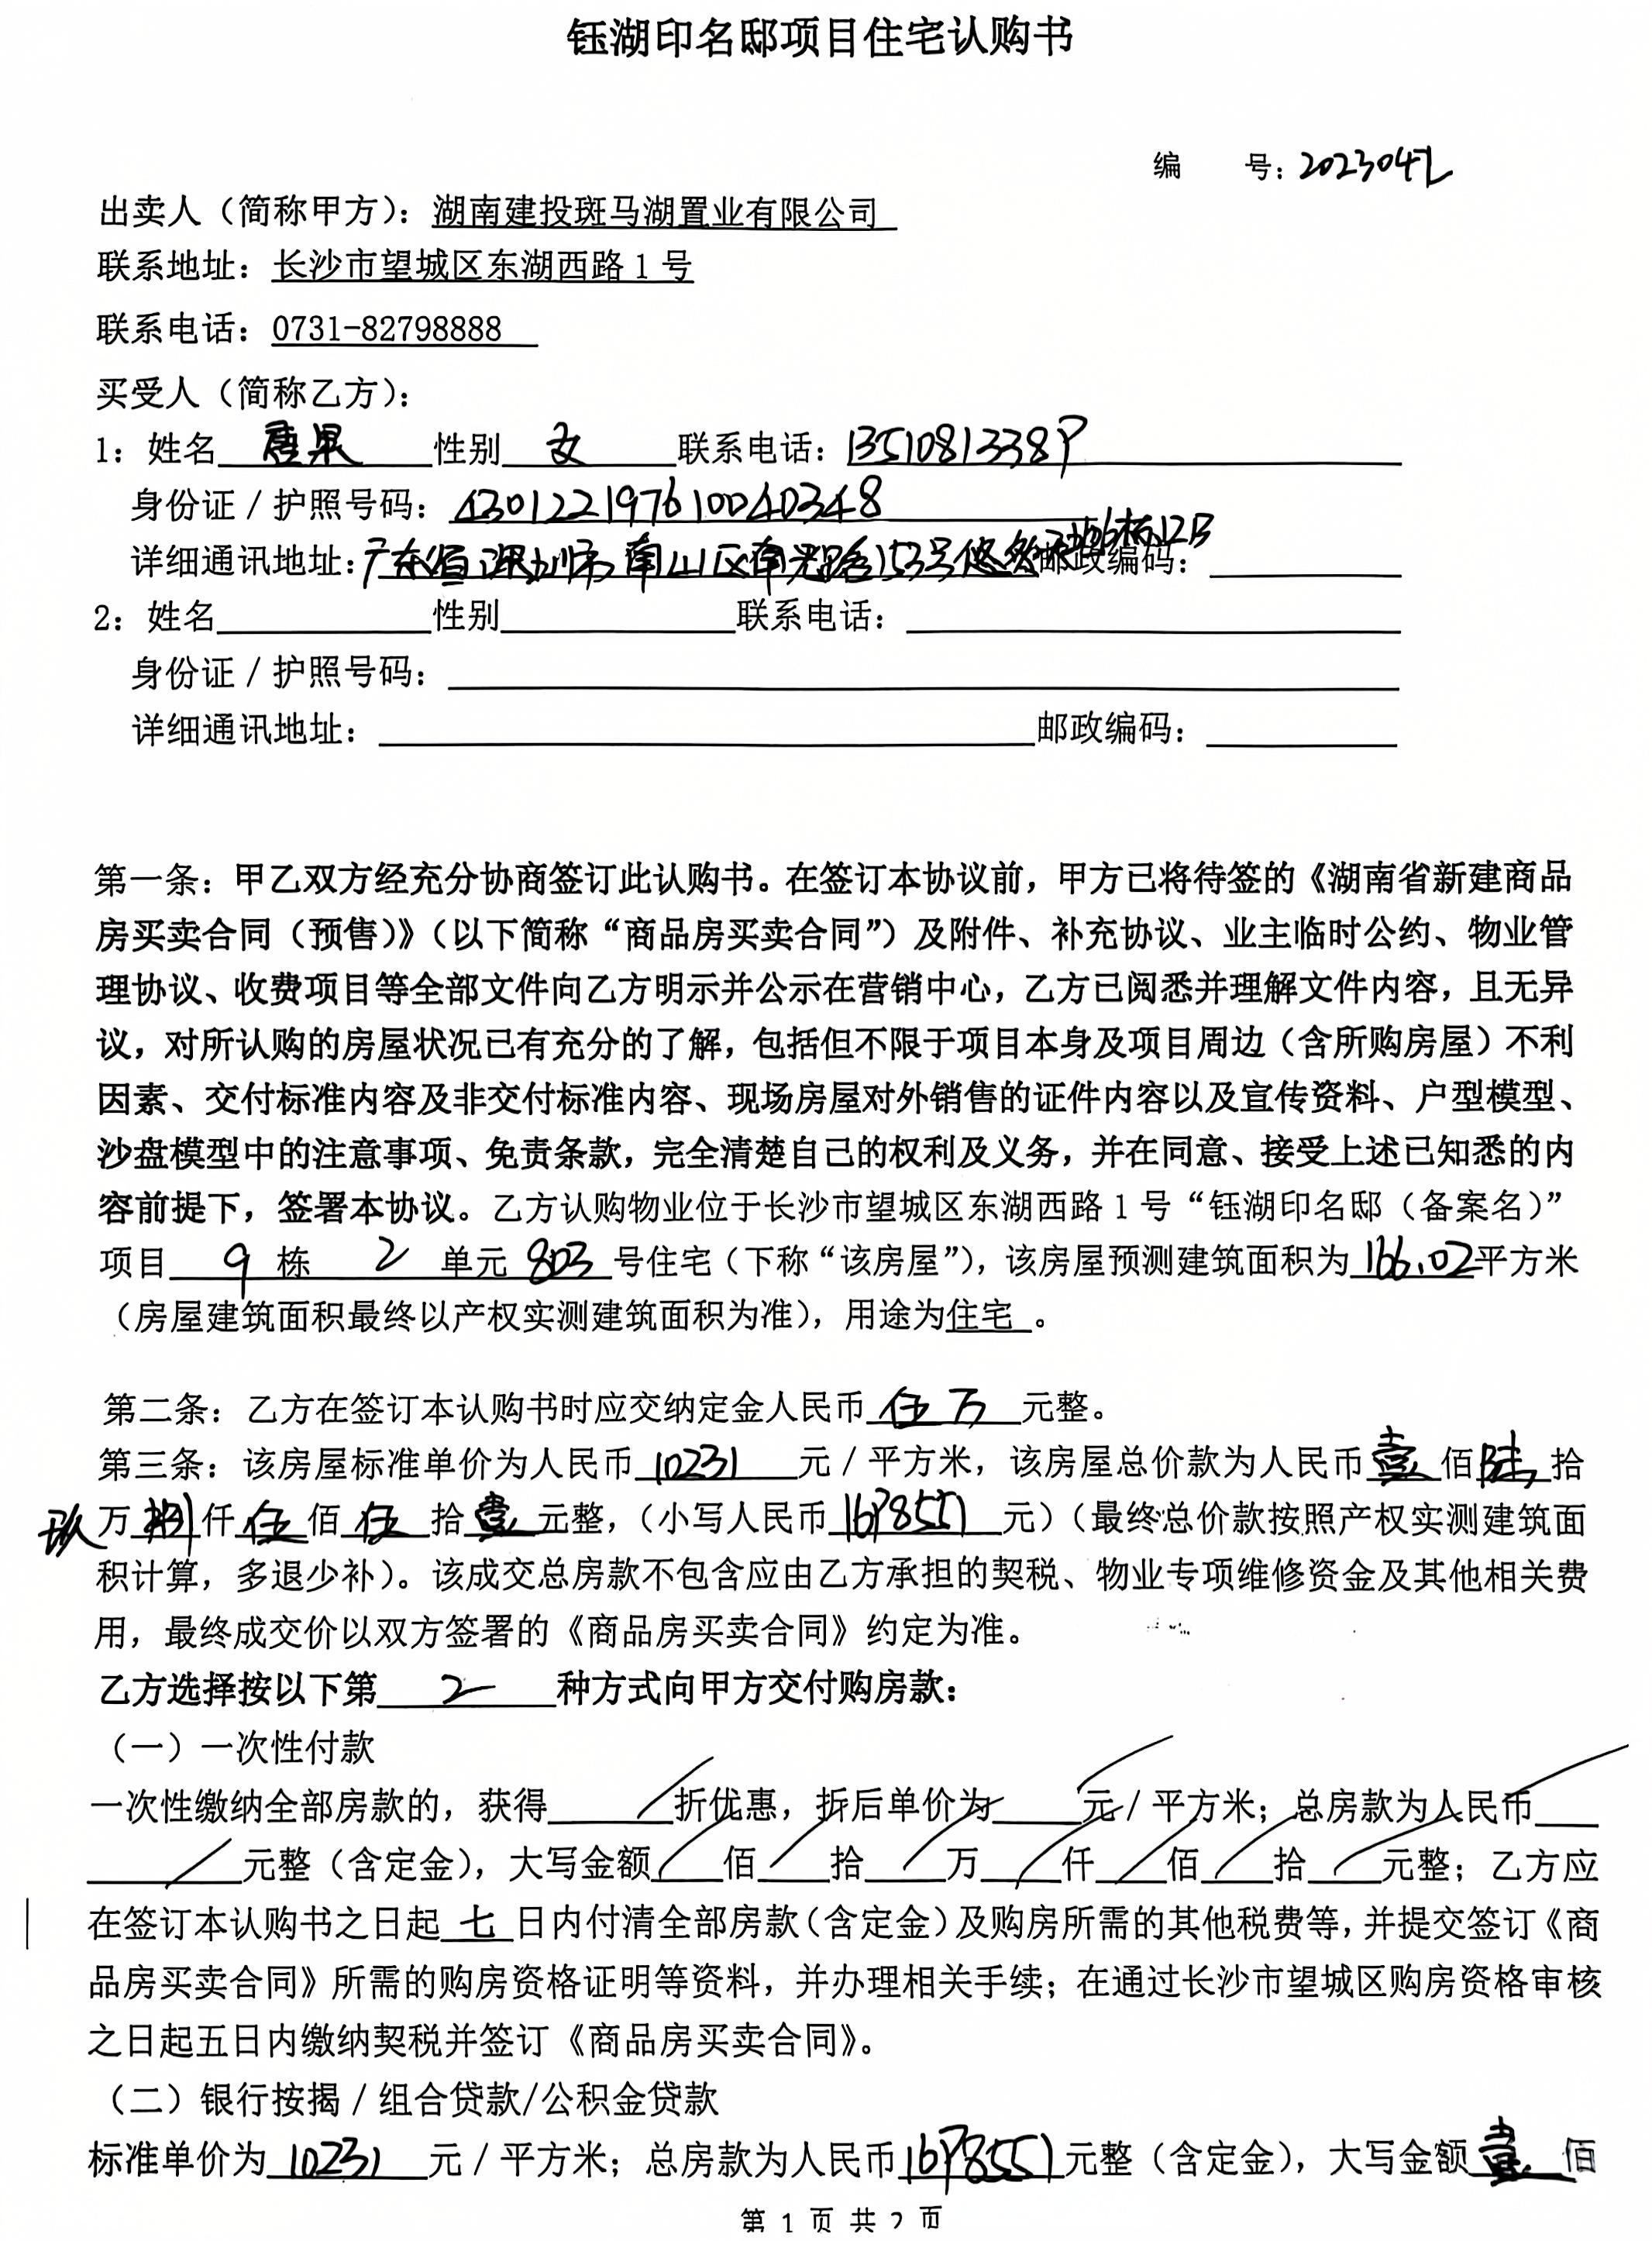 钰湖印名邸项目住宅认购书
编　　号：2023042
出卖人（简称甲方）：湖南建投斑马湖置业有限公司
联系地址：长沙市望城区东湖西路1号
联系电话：0731-82798888
买受人（简称乙方）：
1：姓名 唐果 性别 女 联系电话：13510813389
身份证/护照号码：430122197610040348
详细通讯地址：广东省深圳市南山区南光路153号悠然天地6栋12B 邮政编码：
2：姓名 性别 联系电话：
身份证/护照号码：
详细通讯地址： 邮政编码：
第一条：甲乙双方经充分协商签订此认购书。在签订本协议前，甲方已将待签的《湖南省新建商品
房买卖合同（预售）》（以下简称“商品房买卖合同”）及附件、补充协议、业主临时公约、物业管
理协议、收费项目等全部文件向乙方明示并公示在营销中心，乙方已阅悉并理解文件内容，且无异
议，对所认购的房屋状况已有充分的了解，包括但不限于项目本身及项目周边（含所购房屋）不利
因素、交付标准内容及非交付标准内容、现场房屋对外销售的证件内容以及宣传资料、户型模型、
沙盘模型中的注意事项、免责条款，完全清楚自己的权利及义务，并在同意、接受上述已知悉的内
容前提下，签署本协议。乙方认购物业位于长沙市望城区东湖西路1号“钰湖印名邸（备案名）”
项目 9 栋 2 单元 803 号住宅（下称“该房屋”），该房屋预测建筑面积为 166.02 平方米
（房屋建筑面积最终以产权实测建筑面积为准），用途为住宅 。
第二条：乙方在签订本认购书时应交纳定金人民币 伍万 元整。
第三条：该房屋标准单价为人民币 10231 元/平方米，该房屋总价款为人民币 壹 佰 陆 拾
玖 万 捌 仟 伍 佰 伍 拾 壹 元整，（小写人民币 1698551 元）（最终总价款按照产权实测建筑面
积计算，多退少补）。该成交总房款不包含应由乙方承担的契税、物业专项维修资金及其他相关费
用，最终成交价以双方签署的《商品房买卖合同》约定为准。
乙方选择按以下第 2 种方式向甲方交付购房款：
（一）一次性付款
一次性缴纳全部房款的，获得 / 折优惠，折后单价为 / 元/平方米；总房款为人民币 /
/ 元整（含定金），大写金额 / 佰 / 拾 / 万 / 仟 / 佰 / 拾 / 元整；乙方应
在签订本认购书之日起 七 日内付清全部房款（含定金）及购房所需的其他税费等，并提交签订《商
品房买卖合同》所需的购房资格证明等资料，并办理相关手续；在通过长沙市望城区购房资格审核
之日起五日内缴纳契税并签订《商品房买卖合同》。
（二）银行按揭/组合贷款/公积金贷款
标准单价为 10231 元/平方米；总房款为人民币 1698551 元整（含定金），大写金额 壹 佰
第 1 页 共 2 页